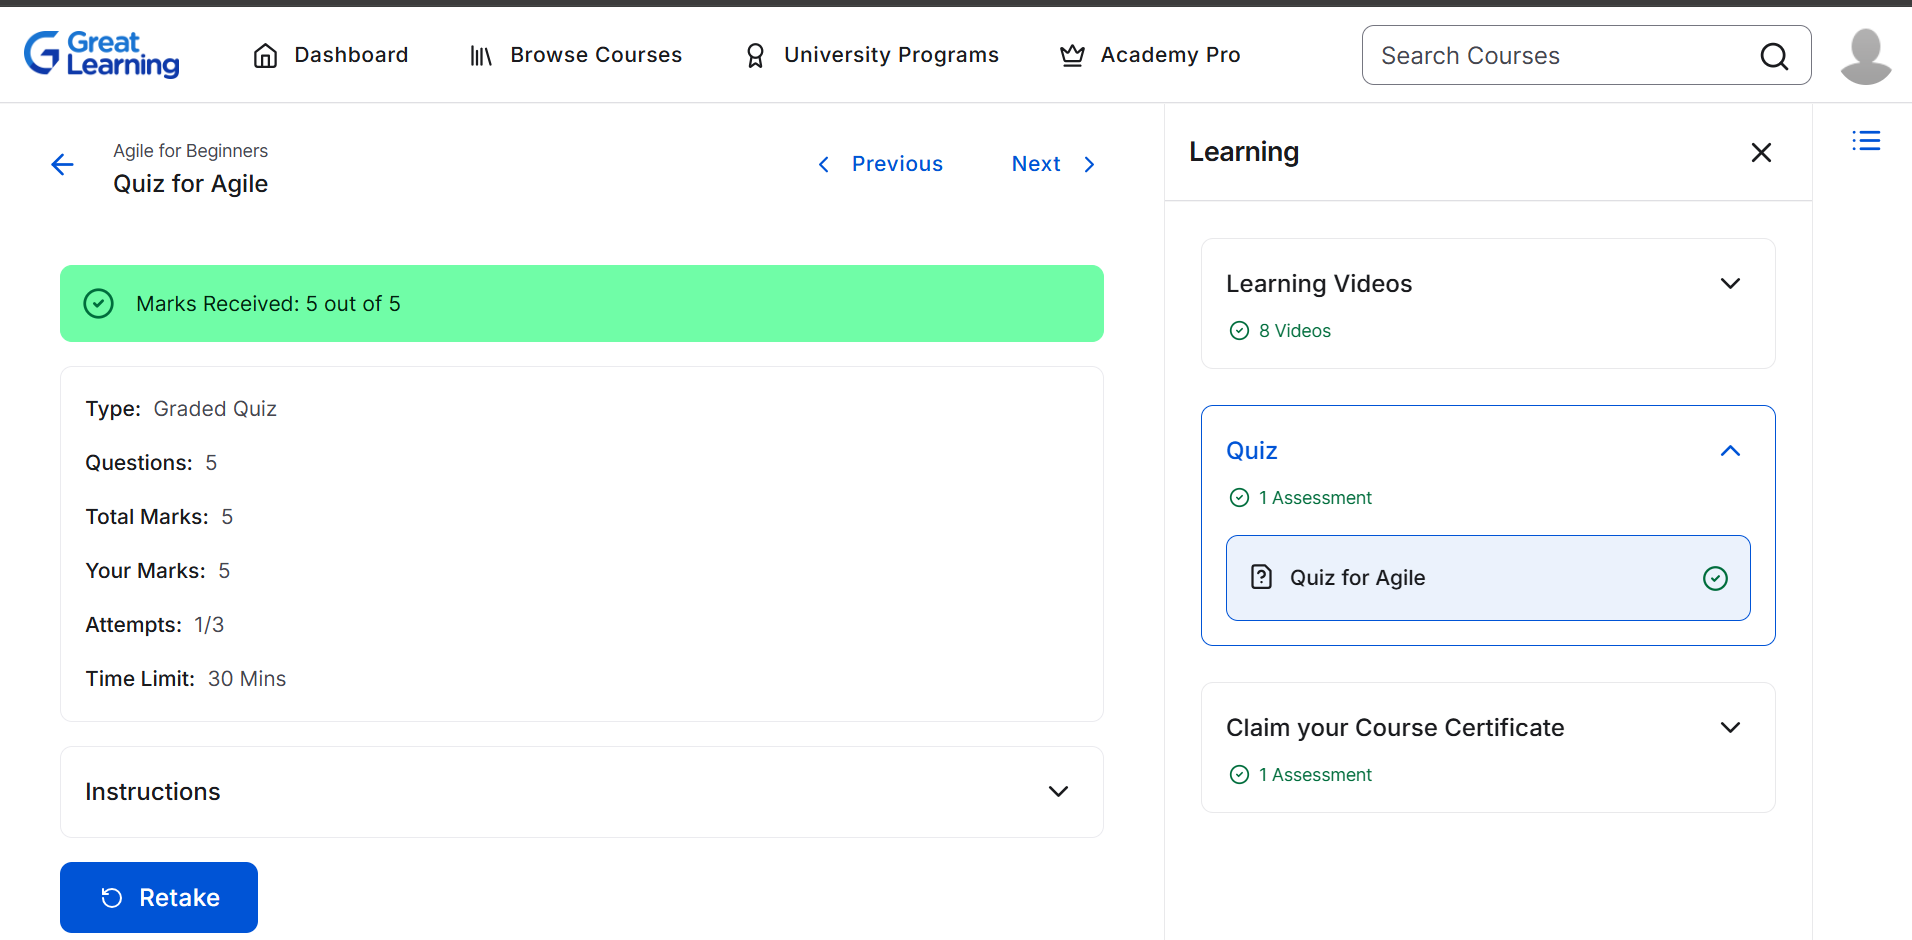 Great
Learning
Dashboard
Browse Courses
University Programs
Academy Pro
Search Courses
Agile for Beginners
Quiz for Agile
Previous
Next
Marks Received: 5 out of 5
Type: Graded Quiz
Questions: 5
Total Marks: 5
Your Marks: 5
Attempts: 1/3
Time Limit: 30 Mins
Instructions
Retake
Learning
Learning Videos
8 Videos
Quiz
1 Assessment
Quiz for Agile
Claim your Course Certificate
1 Assessment